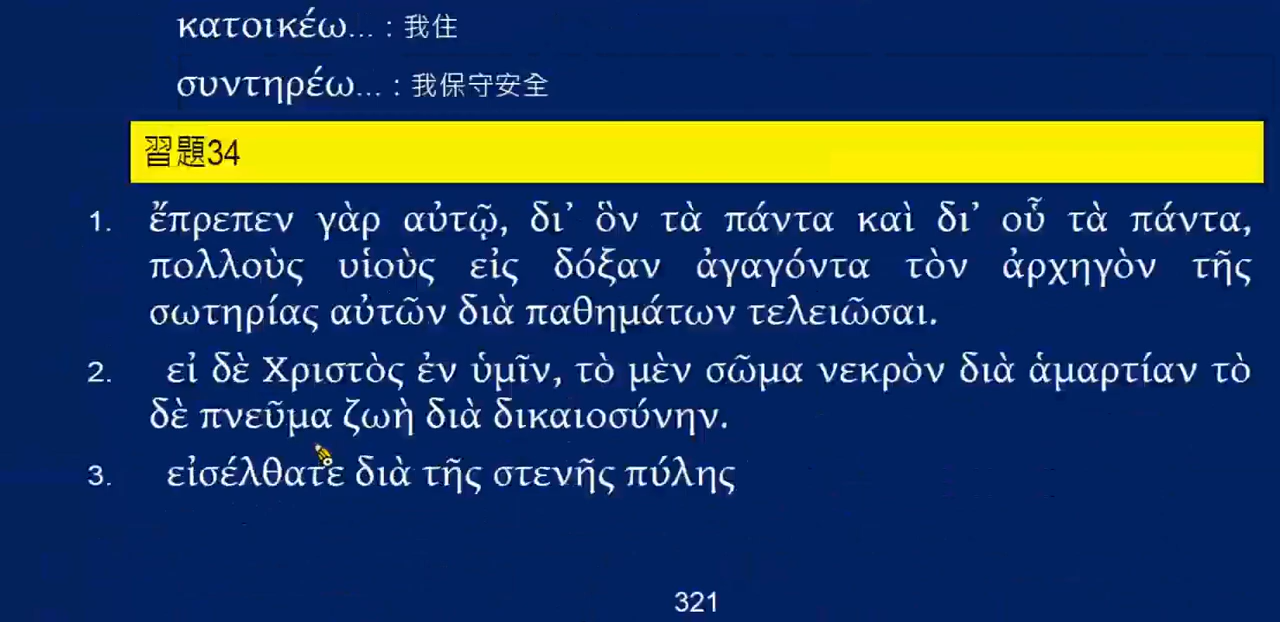 κατοικέω...：我住
συντηρέω...：我保守安全
習題34
1. ἔπρεπεν γὰρ αὐτῷ, δι’ ὃν τὰ πάντα καὶ δι’ οὗ τὰ πάντα,
πολλοὺς υἱοὺς εἰς δόξαν ἀγαγόντα τὸν ἀρχηγὸν τῆς
σωτηρίας αὐτῶν διὰ παθημάτων τελειῶσαι.
2. εἰ δὲ Χριστὸς ἐν ὑμῖν, τὸ μὲν σῶμα νεκρὸν διὰ ἁμαρτίαν τὸ
δὲ πνεῦμα ζωὴ διὰ δικαιοσύνην.
3. εἰσέλθατε διὰ τῆς στενῆς πύλης
321